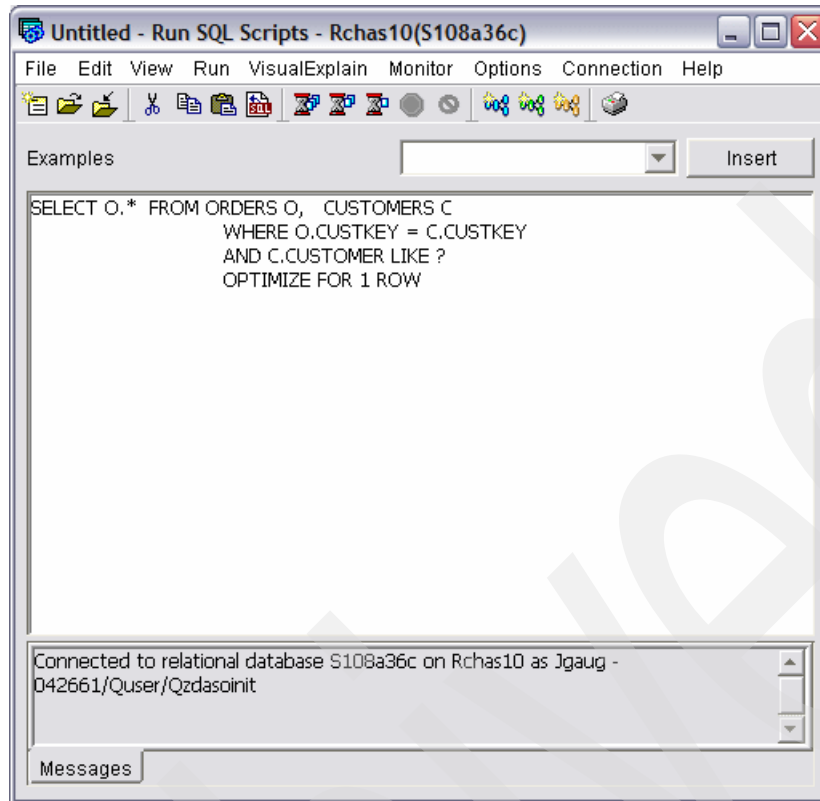 Untitled - Run SQL Scripts - Rchas10(S108a36c)
File Edit View Run VisualExplain Monitor Options Connection Help
Examples
Insert
SELECT O.* FROM ORDERS O, CUSTOMERS C
WHERE O.CUSTKEY = C.CUSTKEY
AND C.CUSTOMER LIKE ?
OPTIMIZE FOR 1 ROW
Connected to relational database S108a36c on Rchas10 as Jgaug -
042661/Quser/Qzdasoinit
Messages